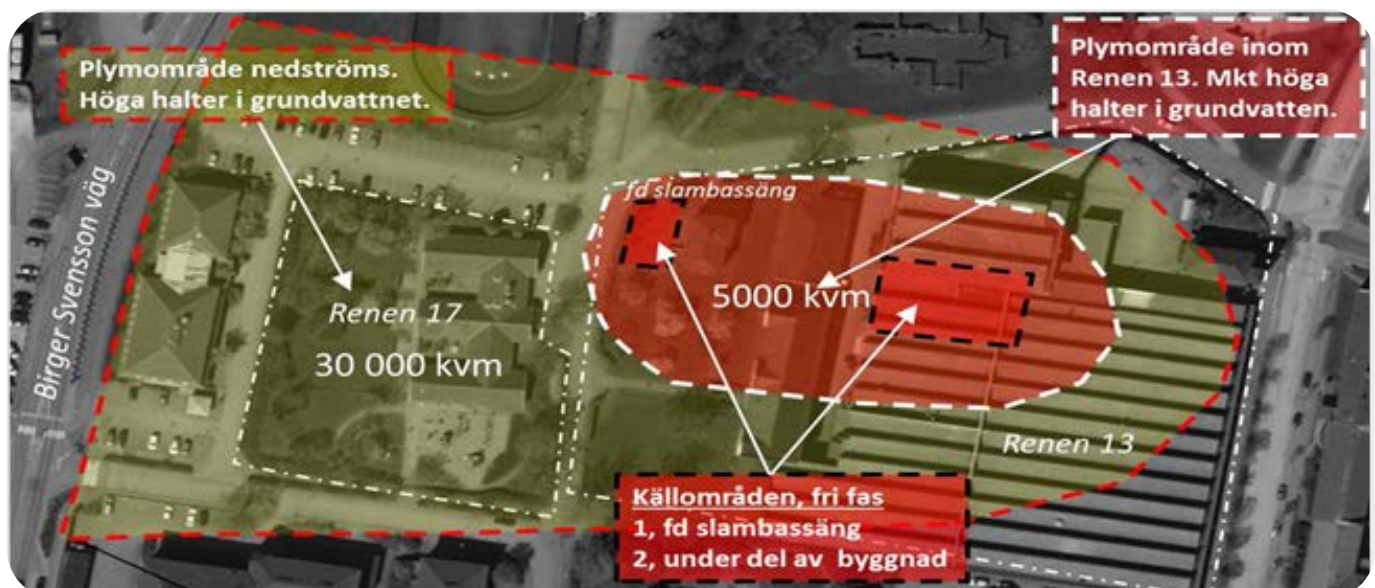 Plymområde nedströms.
Höga halter i grundvattnet.
Plymområde inom
Renen 13. Mkt höga
halter i grundvatten.
fd slambassäng
Birger Svensson väg
5000 kvm
Renen 17
30 000 kvm
Renen 13
Källområden, fri fas
1, fd slambassäng
2, under del av byggnad